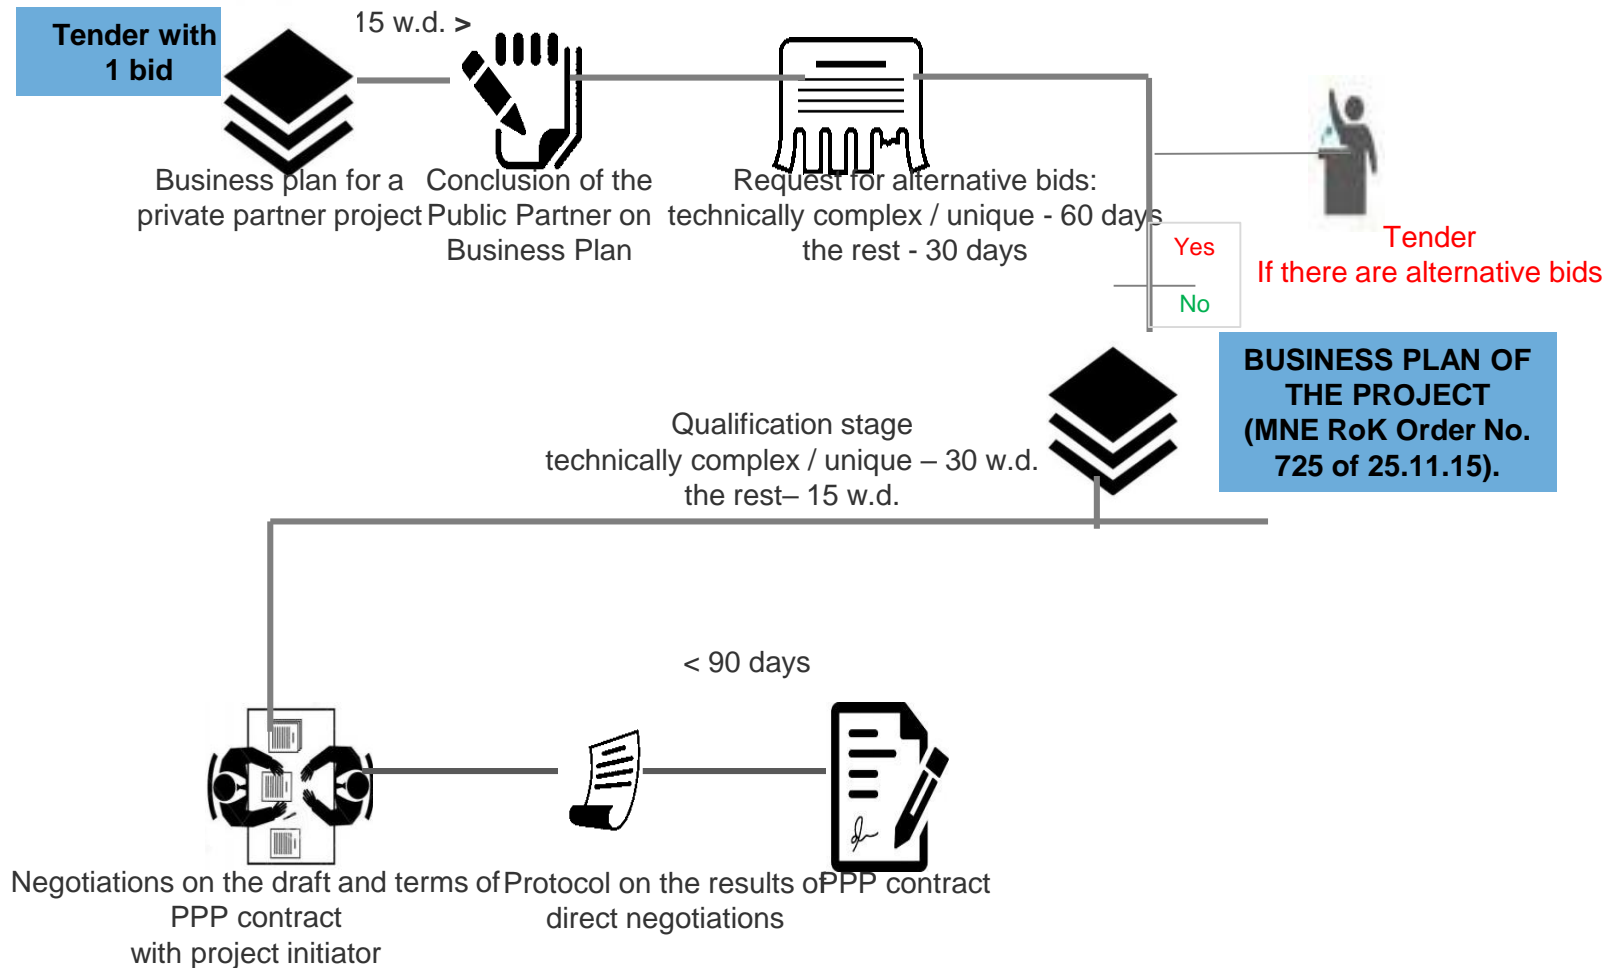 Tender with
1 bid
15 w.d. >
Business plan for a
private partner project
Conclusion of the
Public Partner on
Business Plan
Request for alternative bids:
technically complex / unique - 60 days
the rest - 30 days
Yes
No
Tender
If there are alternative bids
BUSINESS PLAN OF
THE PROJECT
(MNE RoK Order No.
725 of 25.11.15).
Qualification stage
technically complex / unique – 30 w.d.
the rest– 15 w.d.
< 90 days
Negotiations on the draft and terms of
PPP contract
with project initiator
Protocol on the results of
direct negotiations
PPP contract